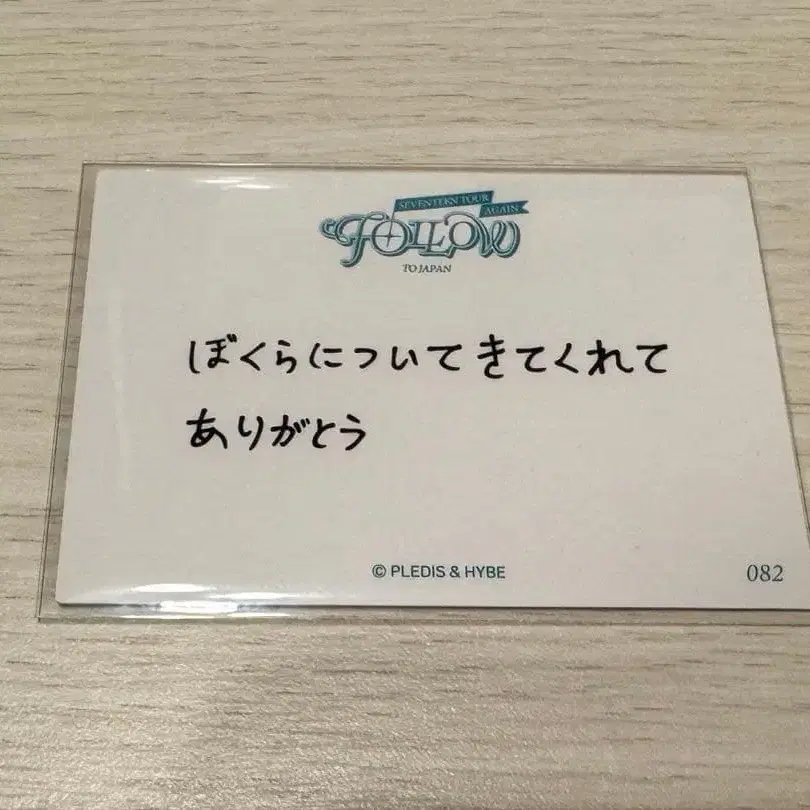 SEVENTEEN TOUR
AGAIN
FOLLOW
TO JAPAN
ぼくらについてきてくれて
ありがとう
© PLEDIS & HYBE
082